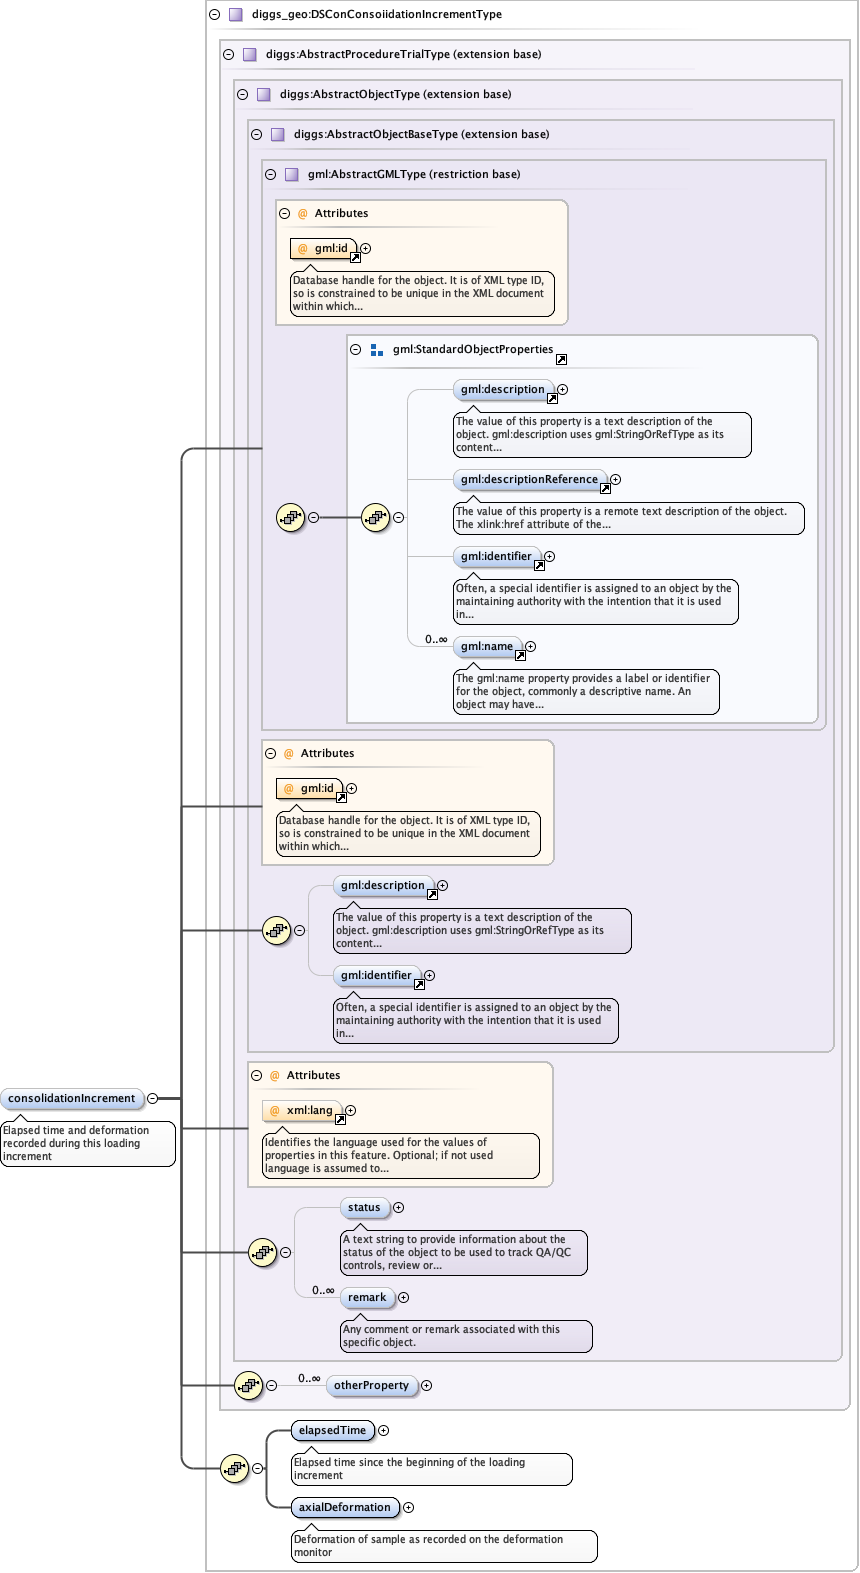 diggs_geo:DSConConsoiidationIncrementType
diggs:AbstractProcedureTrialType (extension base)
diggs:AbstractObjectType (extension base)
diggs:AbstractObjectBaseType (extension base)
gml:AbstractGMLType (restriction base)
@ Attributes
@ gml:id
Database handle for the object. It is of XML type ID,
so is constrained to be unique in the XML document
within which...
gml:StandardObjectProperties
gml:description
The value of this property is a text description of the
object. gml:description uses gml:StringOrRefType as its
content...
gml:descriptionReference
The value of this property is a remote text description of the object.
The xlink:href attribute of the...
gml:identifier
Often, a special identifier is assigned to an object by the
maintaining authority with the intention that it is used
in...
0..∞
gml:name
The gml:name property provides a label or identifier
for the object, commonly a descriptive name. An
object may have...
@ Attributes
@ gml:id
Database handle for the object. It is of XML type ID,
so is constrained to be unique in the XML document
within which...
gml:description
The value of this property is a text description of the
object. gml:description uses gml:StringOrRefType as its
content...
gml:identifier
Often, a special identifier is assigned to an object by the
maintaining authority with the intention that it is used
in...
@ Attributes
consolidationIncrement
Elapsed time and deformation
recorded during this loading
increment
@ xml:lang
Identifies the language used for the values of
properties in this feature. Optional; if not used
language is assumed to...
status
A text string to provide information about the
status of the object to be used to track QA/QC
controls, review or...
0..∞
remark
Any comment or remark associated with this
specific object.
0..∞
otherProperty
elapsedTime
Elapsed time since the beginning of the loading
increment
axialDeformation
Deformation of sample as recorded on the deformation
monitor